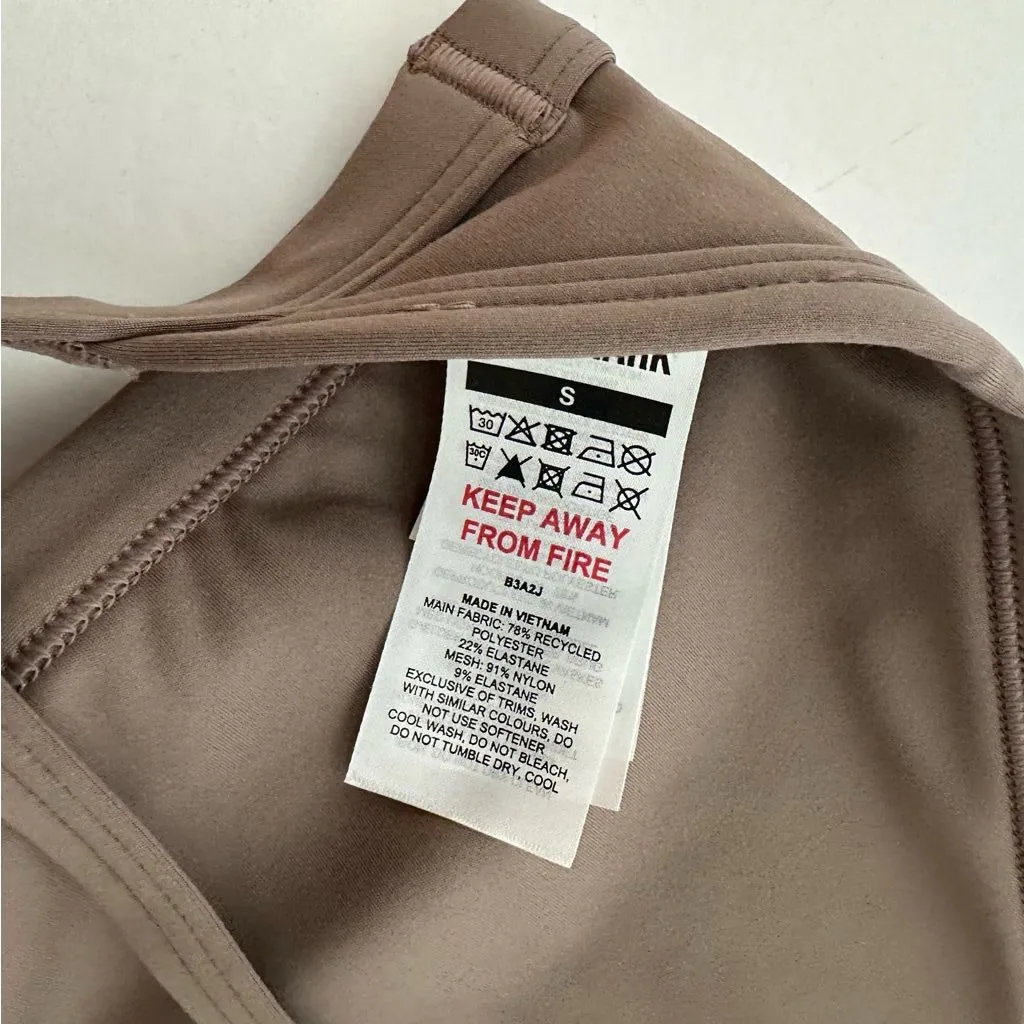 S
30
30C
KEEP AWAY
FROM FIRE
B3A2J
MADE IN VIETNAM
MAIN FABRIC: 78% RECYCLED
POLYESTER
22% ELASTANE
MESH: 91% NYLON
9% ELASTANE
EXCLUSIVE OF TRIMS, WASH
WITH SIMILAR COLOURS, DO
NOT USE SOFTENER
COOL WASH, DO NOT BLEACH,
DO NOT TUMBLE DRY, COOL